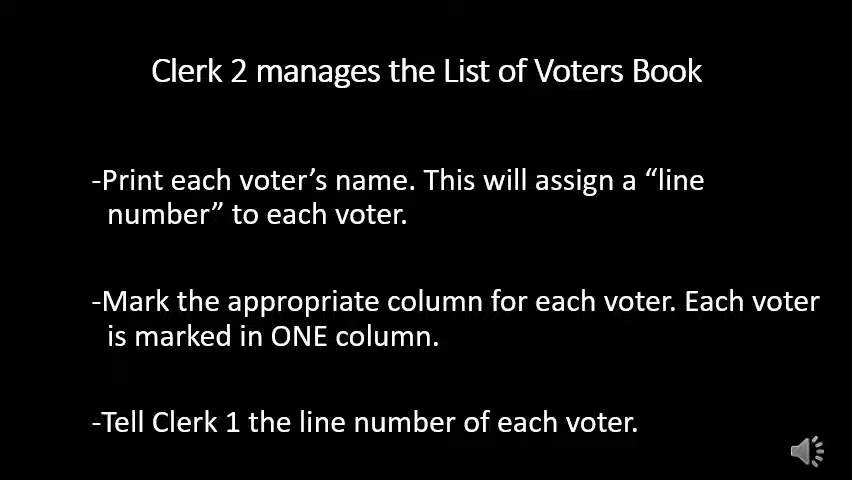 Clerk 2 manages the List of Voters Book
-Print each voter’s name. This will assign a “line
number” to each voter.
-Mark the appropriate column for each voter. Each voter
is marked in ONE column.
-Tell Clerk 1 the line number of each voter.